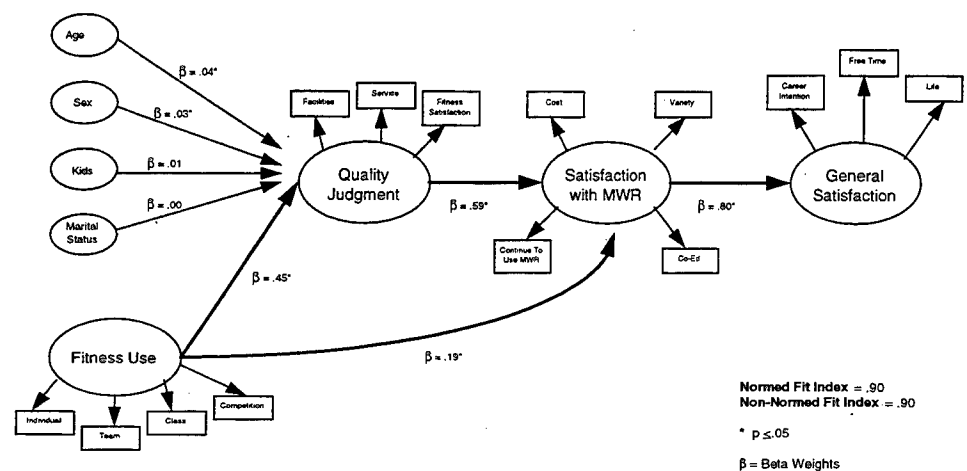 Age
β = .04*
Sex
β = .03*
Kids
β = .01
Marital
Status
β = .00
Facilities
Service
Fitness
Satisfaction
Quality
Judgment
β = .59*
Cost
Variety
Satisfaction
with MWR
Continue To
Use MWR
Co-Ed
β = .80*
Career
Intention
Free Time
Life
General
Satisfaction
β = .45*
Fitness Use
β = .19*
Individual
Team
Class
Competition
Normed Fit Index = .90
Non-Normed Fit Index = .90
* p ≤ .05
β = Beta Weights